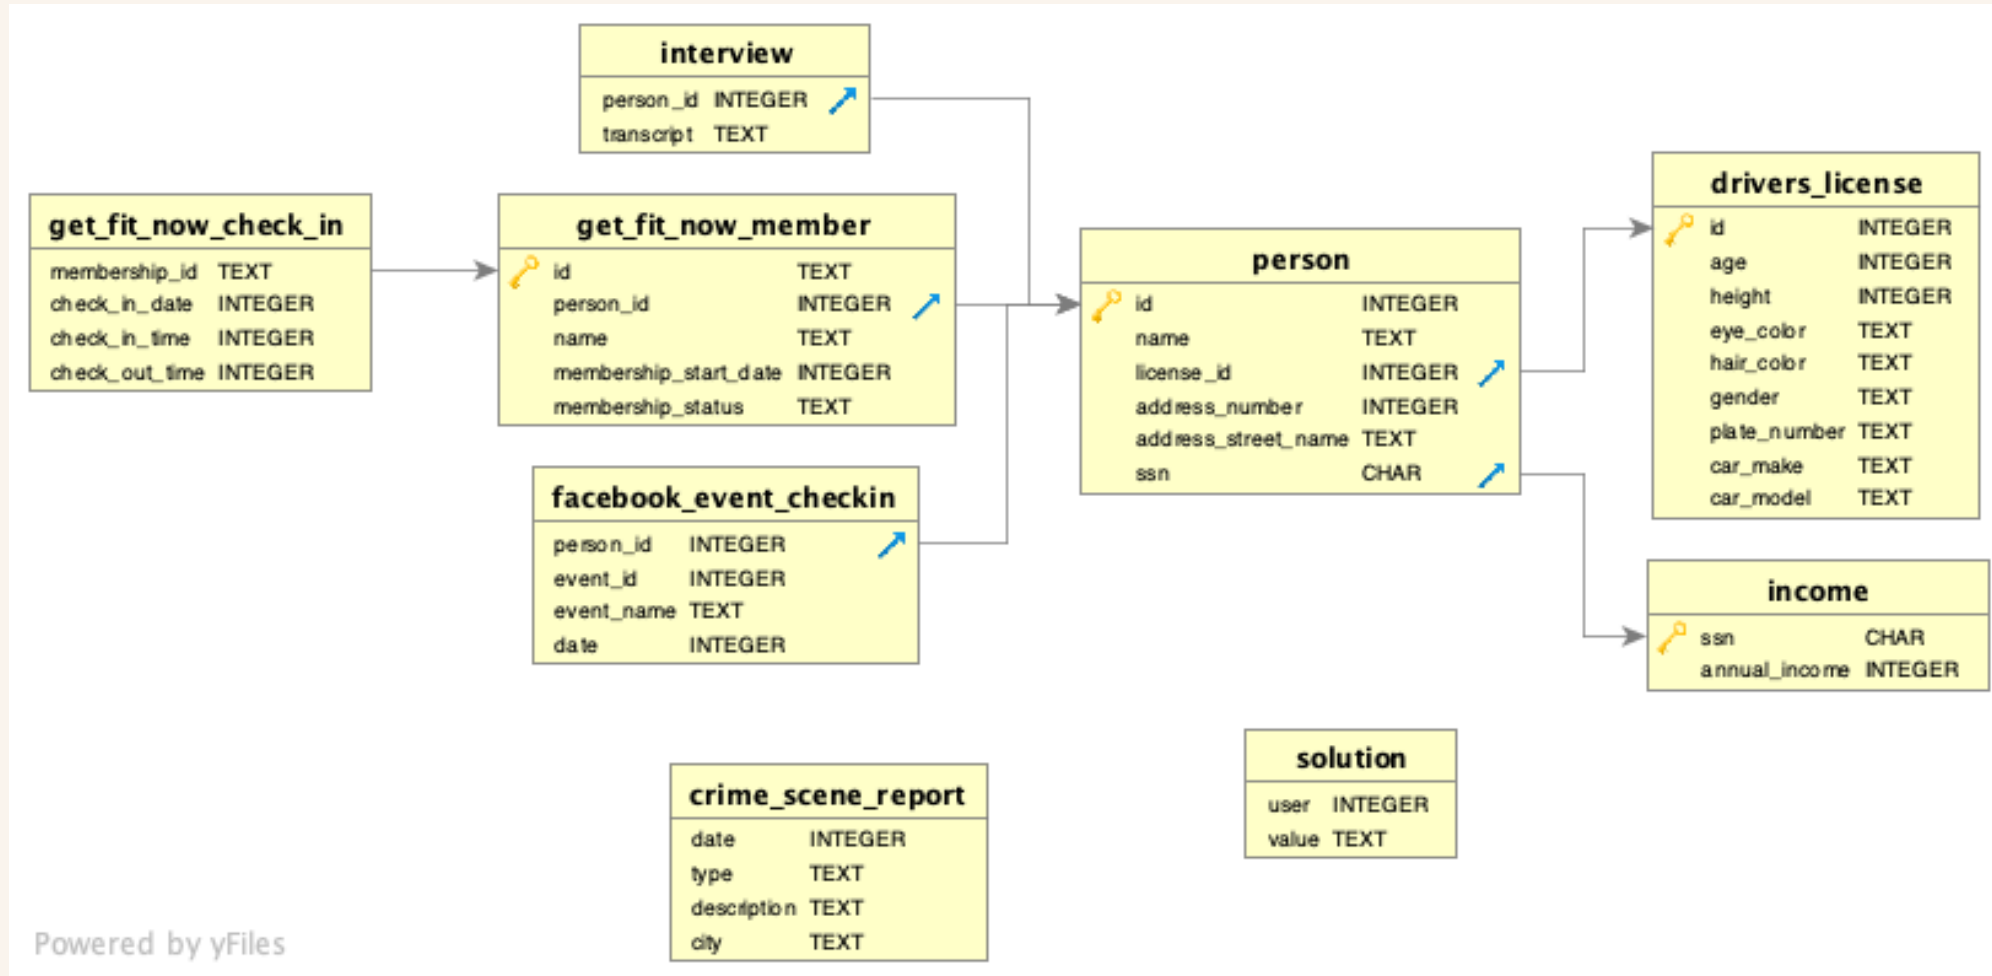 interview
person_id INTEGER
transcript TEXT
get_fit_now_check_in
membership_id TEXT
check_in_date INTEGER
check_in_time INTEGER
check_out_time INTEGER
get_fit_now_member
id TEXT
person_id INTEGER
name TEXT
membership_start_date INTEGER
membership_status TEXT
facebook_event_checkin
person_id INTEGER
event_id INTEGER
event_name TEXT
date INTEGER
person
id INTEGER
name TEXT
license_id INTEGER
address_number INTEGER
address_street_name TEXT
ssn CHAR
drivers_license
id INTEGER
age INTEGER
height INTEGER
eye_color TEXT
hair_color TEXT
gender TEXT
plate_number TEXT
car_make TEXT
car_model TEXT
income
ssn CHAR
annual_income INTEGER
solution
user INTEGER
value TEXT
crime_scene_report
date INTEGER
type TEXT
description TEXT
city TEXT
Powered by yFiles